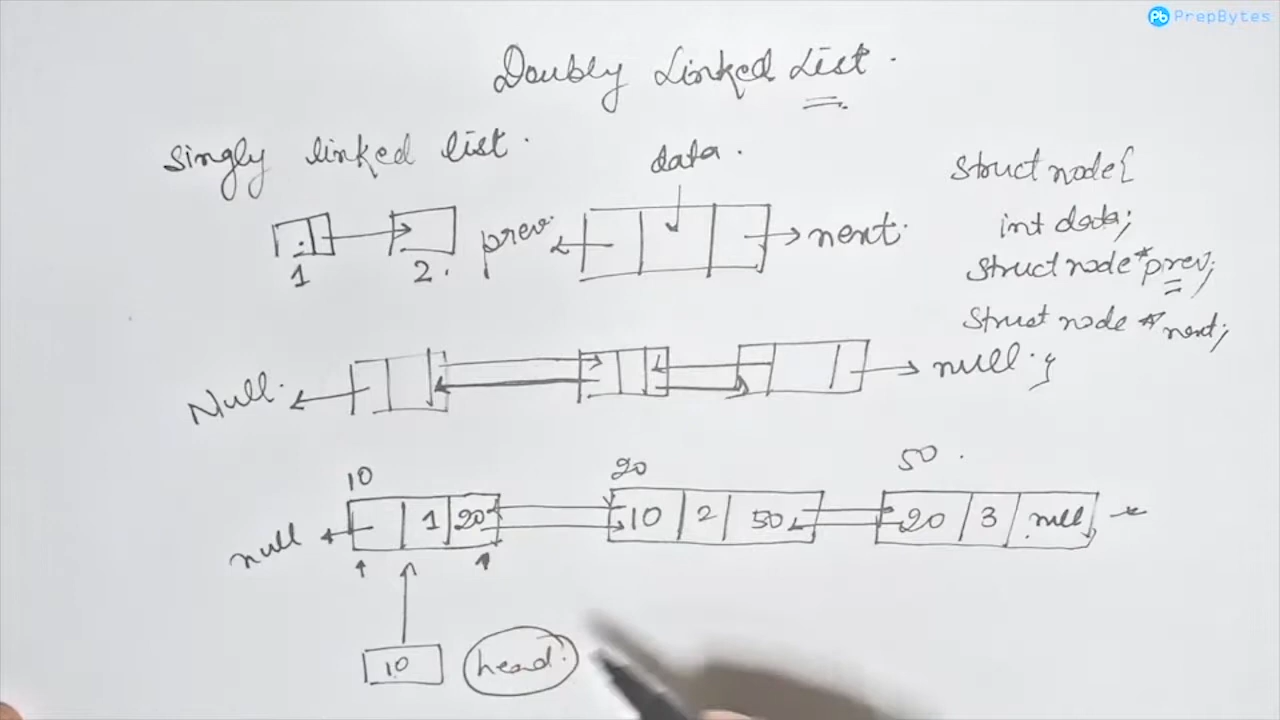 PrepBytes
Doubly Linked List.
Singly linked list.
data.
prev.
next.
1
2.
struct node{
int data;
struct node *prev;
struct node *next;
}
Null.
null.
10
20
50.
null
1
20
10
2
50
20
3
null
10
head.